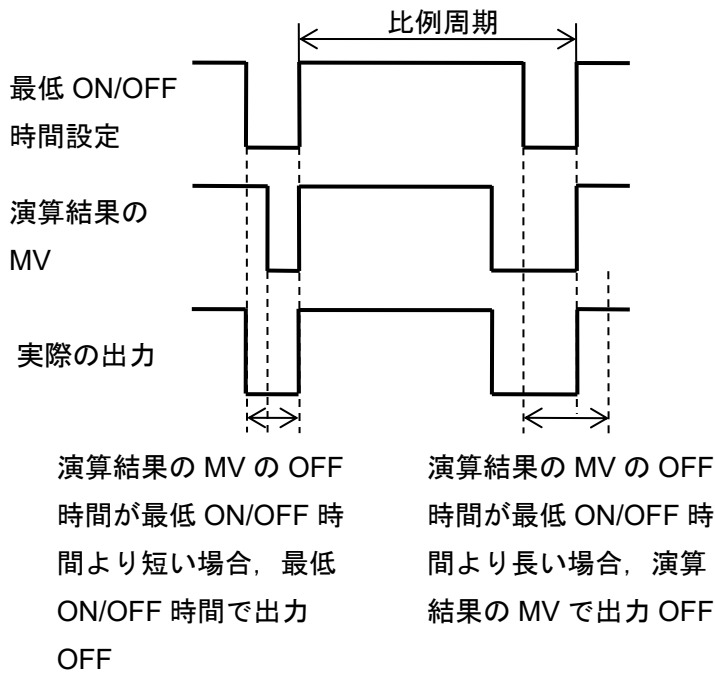 比例周期
最低 ON/OFF
時間設定
演算結果の
MV
実際の出力
演算結果の MV の OFF
時間が最低 ON/OFF 時
間より短い場合，最低
ON/OFF 時間で出力
OFF
演算結果の MV の OFF
時間が最低 ON/OFF 時
間より長い場合，演算
結果の MV で出力 OFF